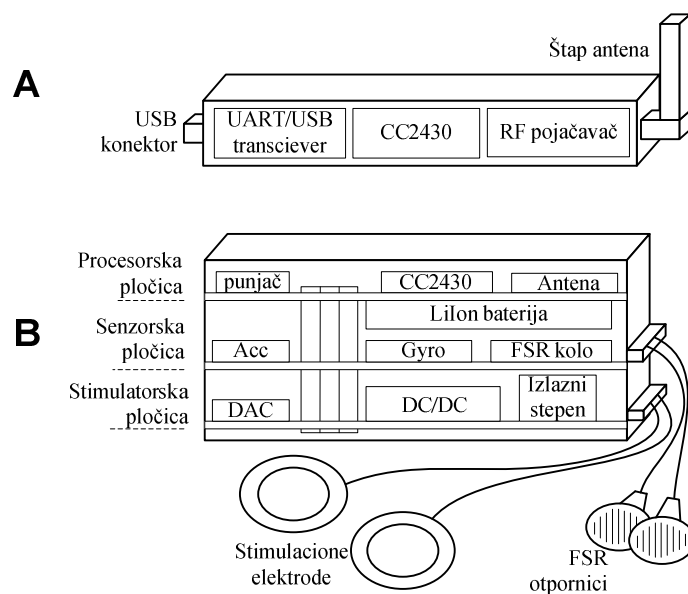 Štap antena
A
USB
konektor
UART/USB
transciever
CC2430
RF pojačavač
Procesorska
pločica
punjač
CC2430
Antena
LiIon baterija
B
Senzorska
pločica
Acc
Gyro
FSR kolo
Stimulatorska
pločica
DAC
DC/DC
Izlazni
stepen
Stimulacione
elektrode
FSR
otpornici